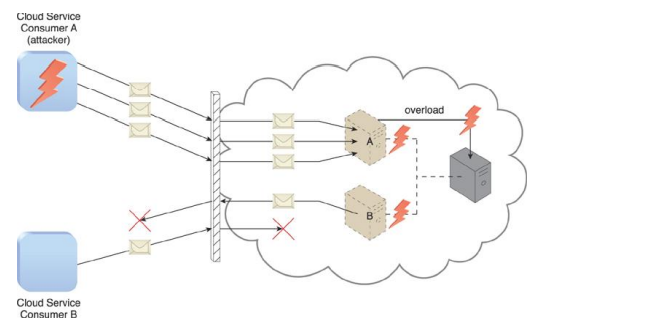 Cloud Service
Consumer A
(attacker)
overload
A
B
Cloud Service
Consumer B